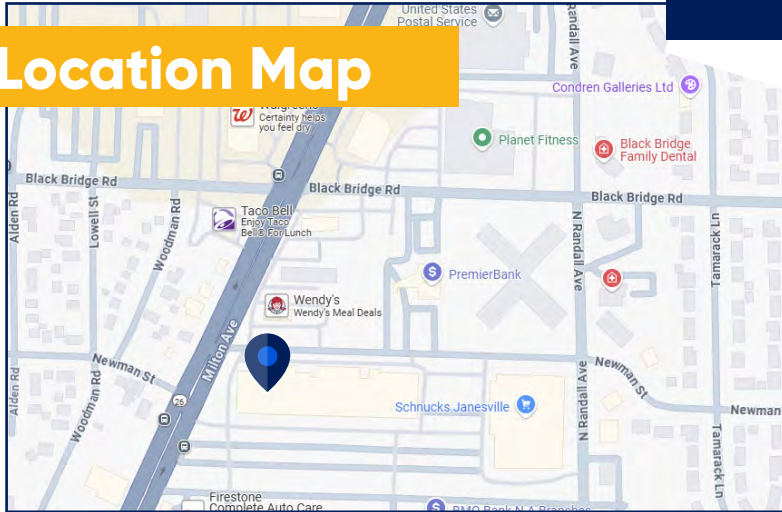 United States
Postal Service
Randall Ave
Location Map
Condren Galleries Ltd
Certainty helps
you feel dry
Planet Fitness
Black Bridge
Family Dental
Black Bridge Rd
Black Bridge Rd
Black Bridge Rd
Alden Rd
Lowell St
Woodman Rd
Taco Bell
Enjoy Taco
Bell® For Lunch
N Randall Ave
Tamarack Ln
$
PremierBank
Wendy's
Wendy's Meal Deals
Milton Ave
Newman St
Newman St
Alden Rd
Woodman Rd
26
Schnucks Janesville
N Randall Ave
Newman
Tamarack Ln
Firestone
Complete Auto Care
$
BMO Bank N.A Branches